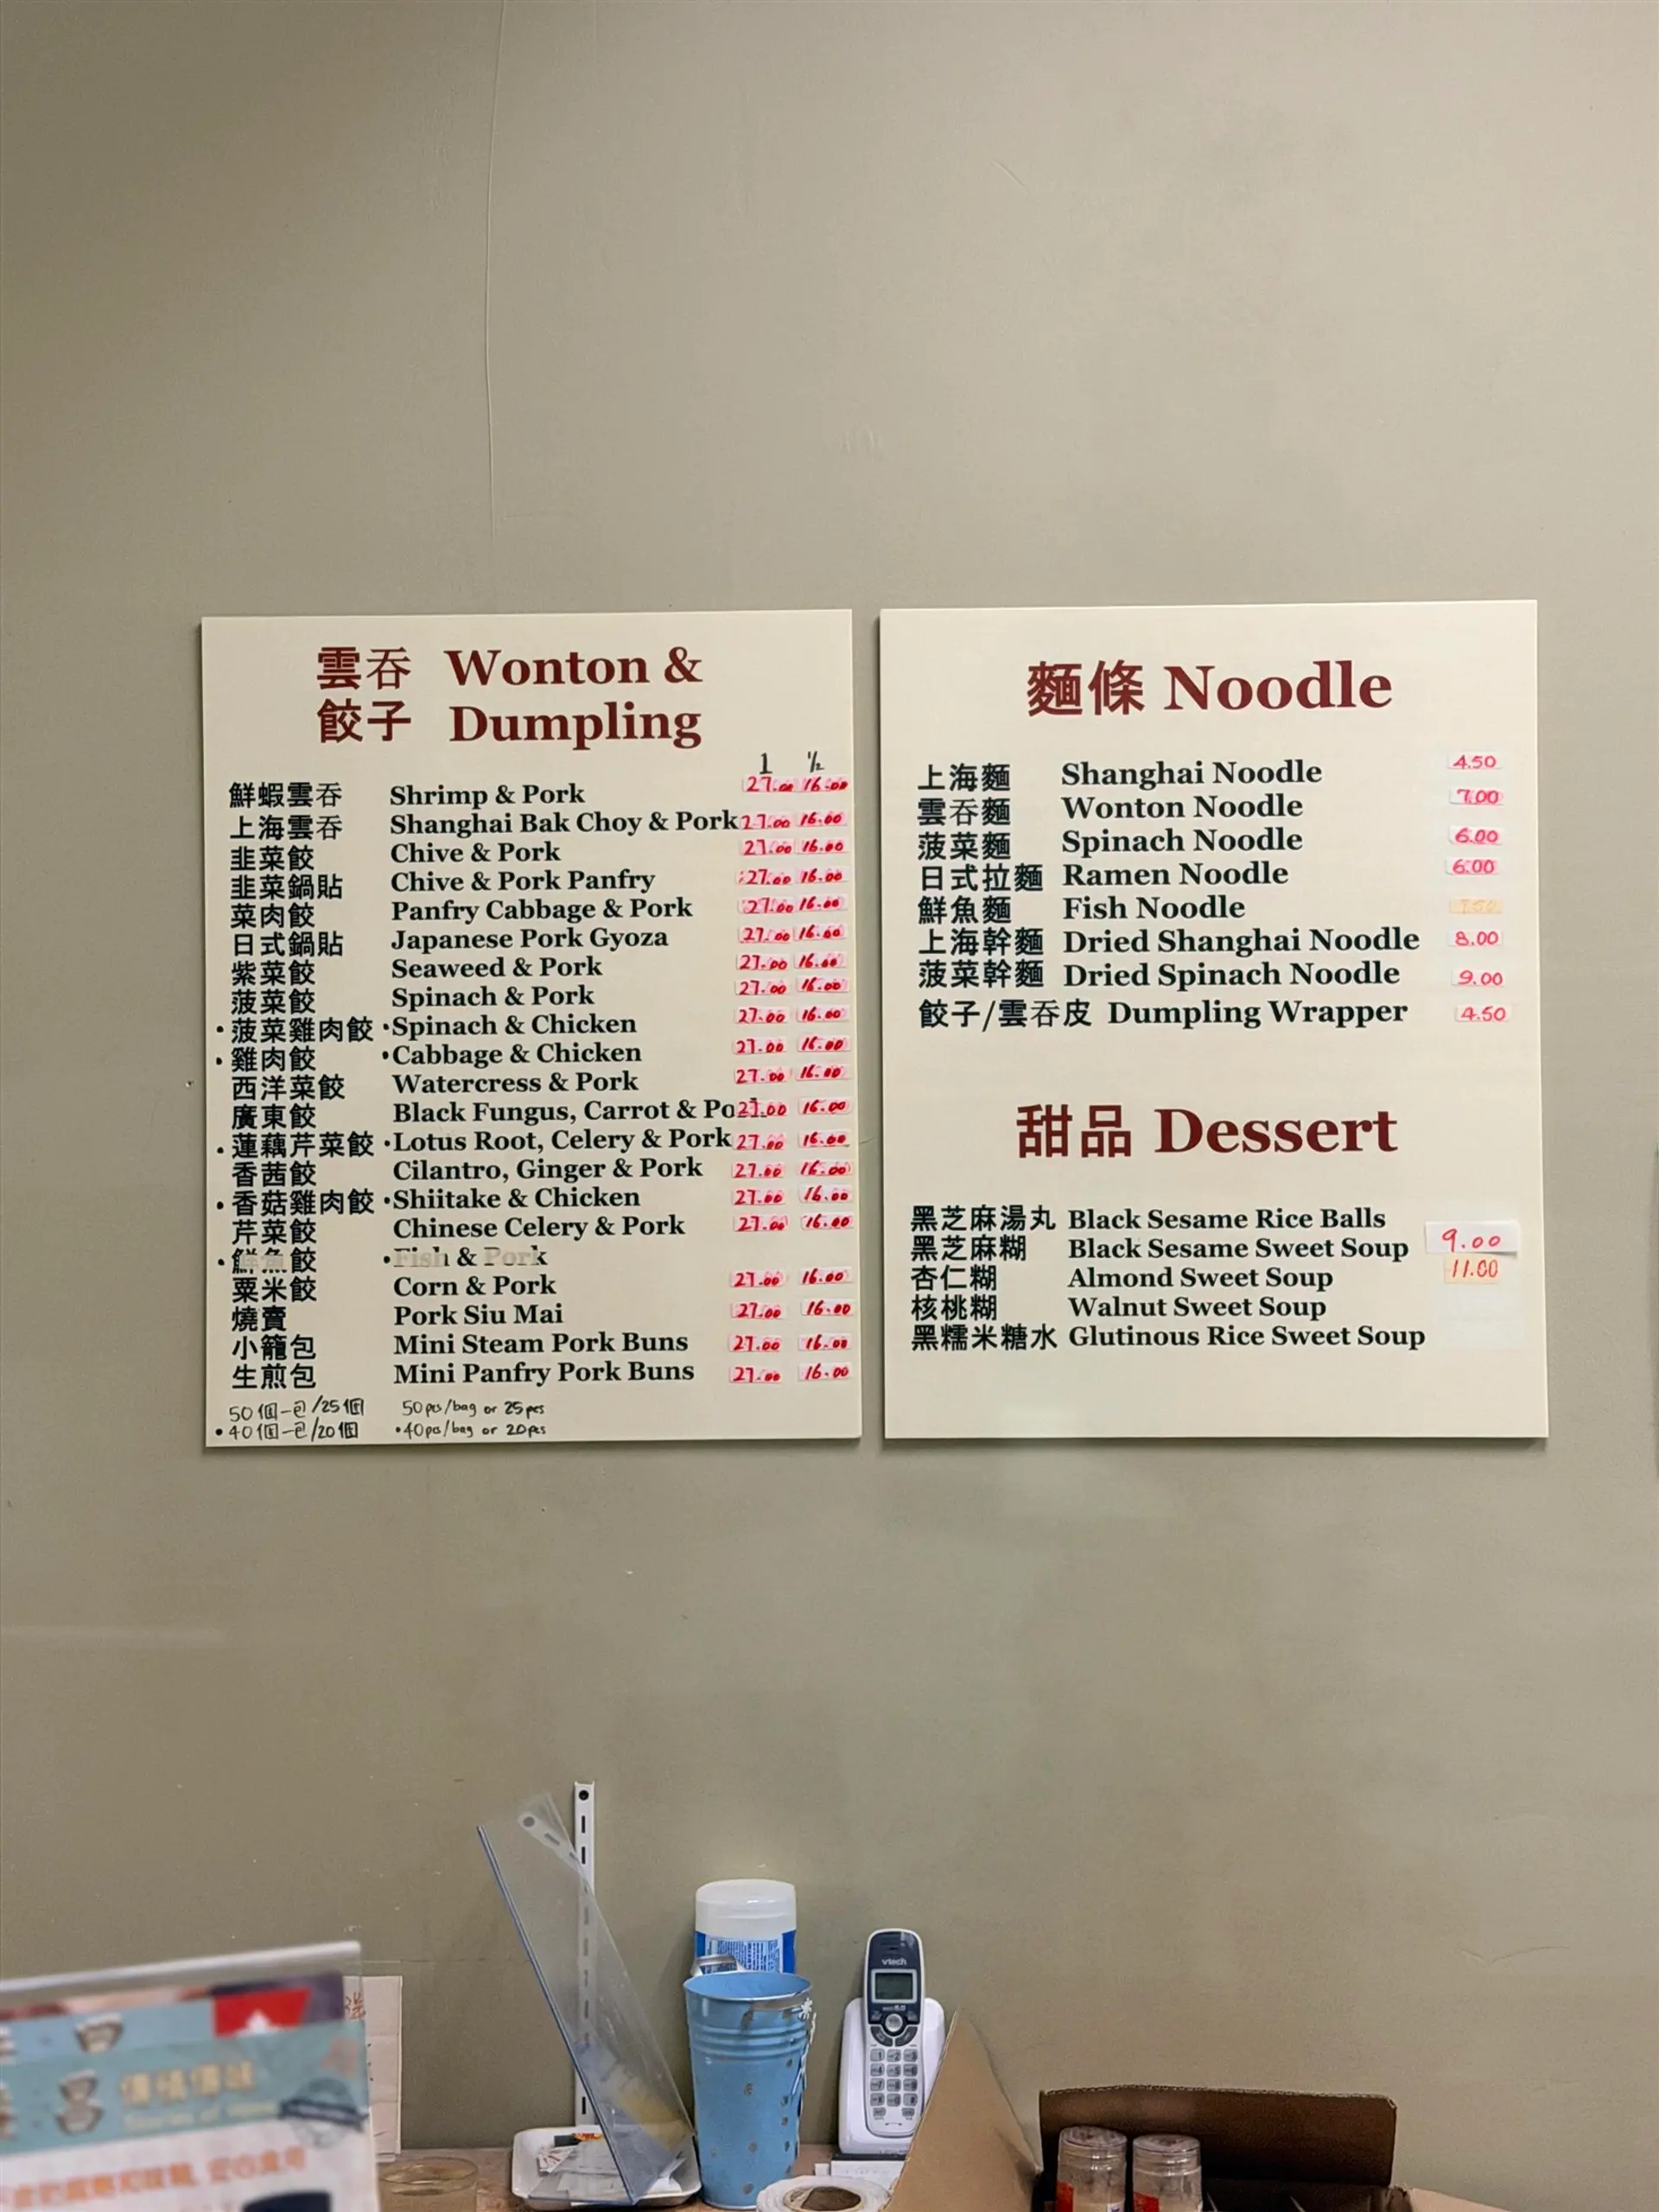 雲吞 Wonton &
餃子 Dumpling
1 ½
鮮蝦雲吞 Shrimp & Pork 27.00 16.00
上海雲吞 Shanghai Bak Choy & Pork 27.00 16.00
韭菜餃 Chive & Pork 27.00 16.00
韭菜鍋貼 Chive & Pork Panfry 27.00 16.00
菜肉餃 Panfry Cabbage & Pork 27.00 16.00
日式鍋貼 Japanese Pork Gyoza 27.00 16.00
紫菜餃 Seaweed & Pork 27.00 16.00
菠菜餃 Spinach & Pork 27.00 16.00
·菠菜雞肉餃 ·Spinach & Chicken 27.00 16.00
·雞肉餃 ·Cabbage & Chicken 27.00 16.00
西洋菜餃 Watercress & Pork 27.00 16.00
廣東餃 Black Fungus, Carrot & Pork 27.00 16.00
·蓮藕芹菜餃 ·Lotus Root, Celery & Pork 27.00 16.00
香茜餃 Cilantro, Ginger & Pork 27.00 16.00
·香菇雞肉餃 ·Shiitake & Chicken 27.00 16.00
芹菜餃 Chinese Celery & Pork 27.00 16.00
·鮮魚餃 ·Fish & Pork
粟米餃 Corn & Pork 27.00 16.00
燒賣 Pork Siu Mai 27.00 16.00
小籠包 Mini Steam Pork Buns 27.00 16.00
生煎包 Mini Panfry Pork Buns 27.00 16.00
50個一包/25個 50pcs/bag or 25pcs
·40個一包/20個 ·40pcs/bag or 20pcs
麵條 Noodle
上海麵 Shanghai Noodle 4.50
雲吞麵 Wonton Noodle 7.00
菠菜麵 Spinach Noodle 6.00
日式拉麵 Ramen Noodle 6.00
鮮魚麵 Fish Noodle 7.50
上海幹麵 Dried Shanghai Noodle 8.00
菠菜幹麵 Dried Spinach Noodle 9.00
餃子/雲吞皮 Dumpling Wrapper 4.50
甜品 Dessert
黑芝麻湯丸 Black Sesame Rice Balls
黑芝麻糊 Black Sesame Sweet Soup 9.00
杏仁糊 Almond Sweet Soup 11.00
核桃糊 Walnut Sweet Soup
黑糯米糖水 Glutinous Rice Sweet Soup
vtech